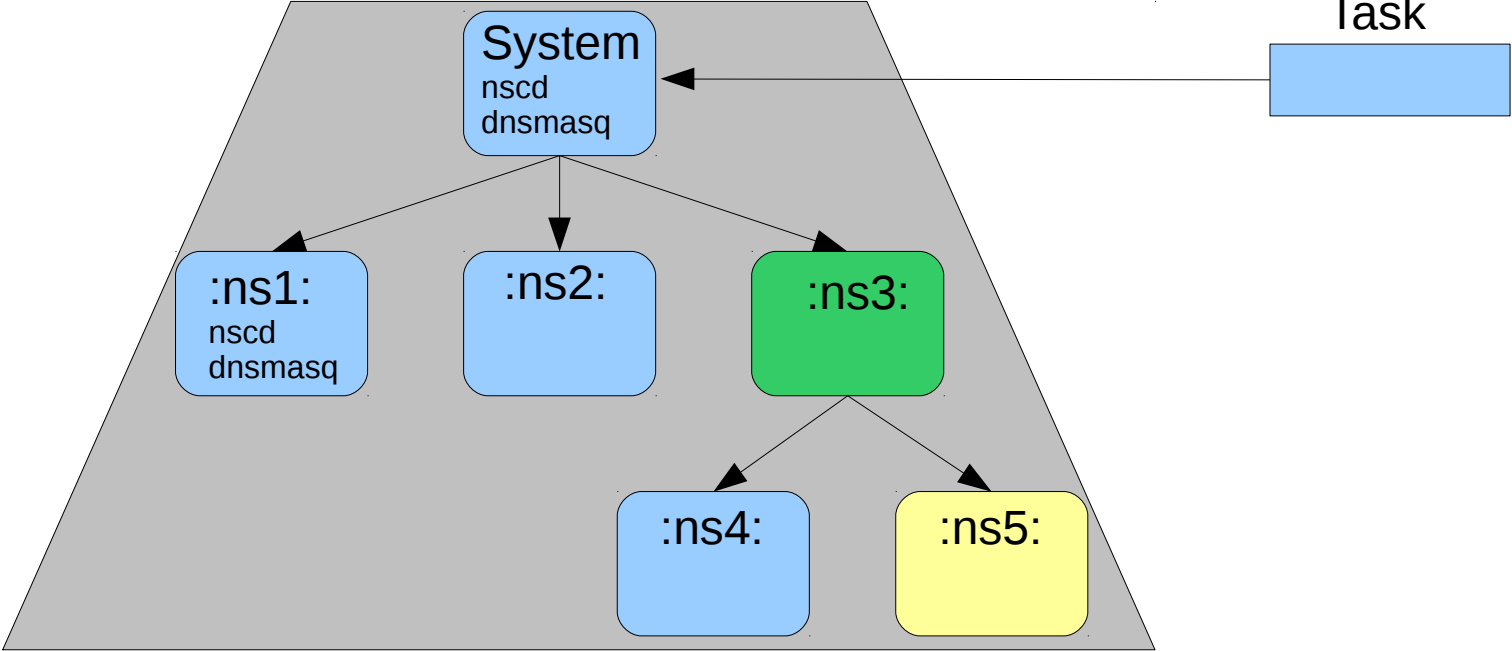 Task
System
nscd
dnsmasq
:ns1:
nscd
dnsmasq
:ns2:
:ns3:
:ns4:
:ns5: